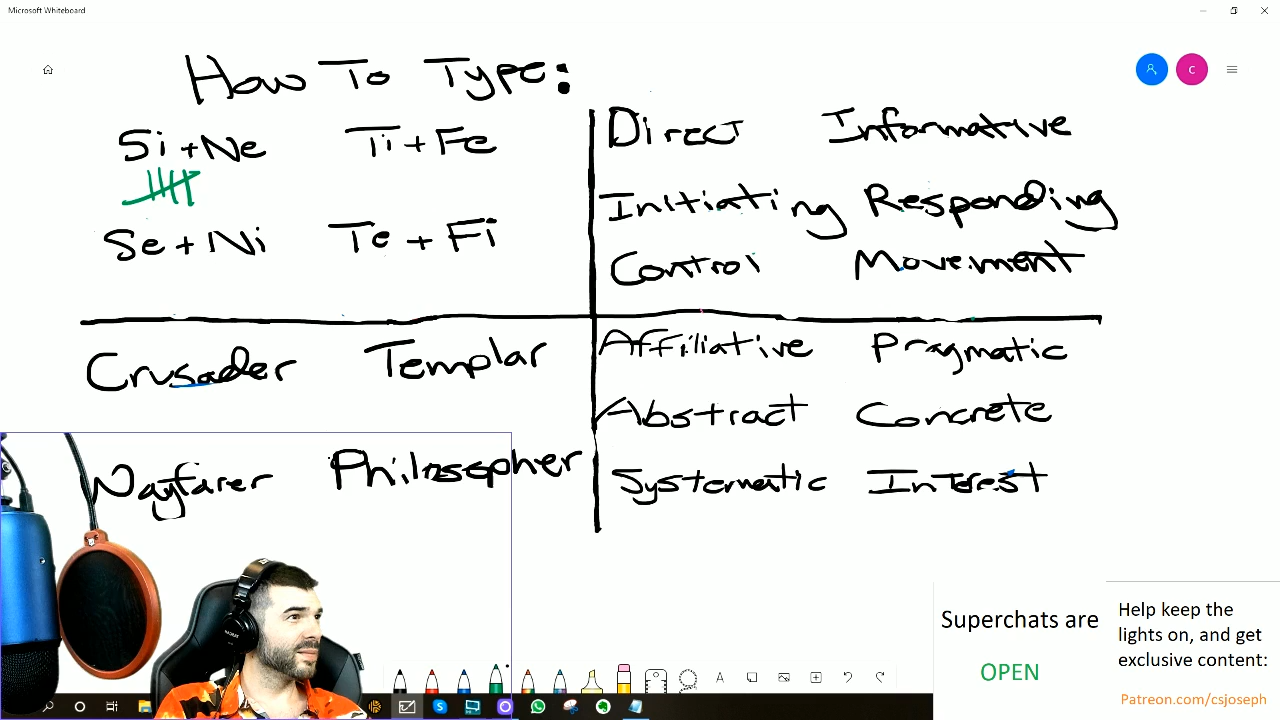 Microsoft Whiteboard
How To Type:
Si + Ne Ti + Fe
Se + Ni Te + Fi
Direct Informative
Initiating Responding
Control Movement
Crusader Templar
Wayfarer Philosopher
Affiliative Pragmatic
Abstract Concrete
Systematic Interest
C
Superchats are
OPEN
Help keep the
lights on, and get
exclusive content:
Patreon.com/csjoseph